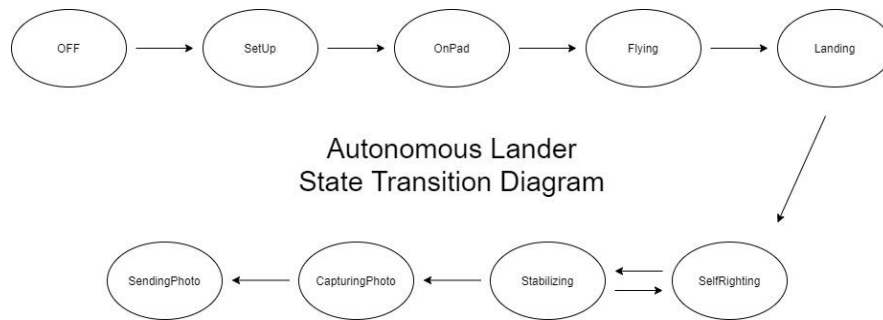 OFF
SetUp
OnPad
Flying
Landing
Autonomous Lander
State Transition Diagram
SendingPhoto
CapturingPhoto
Stabilizing
SelfRighting